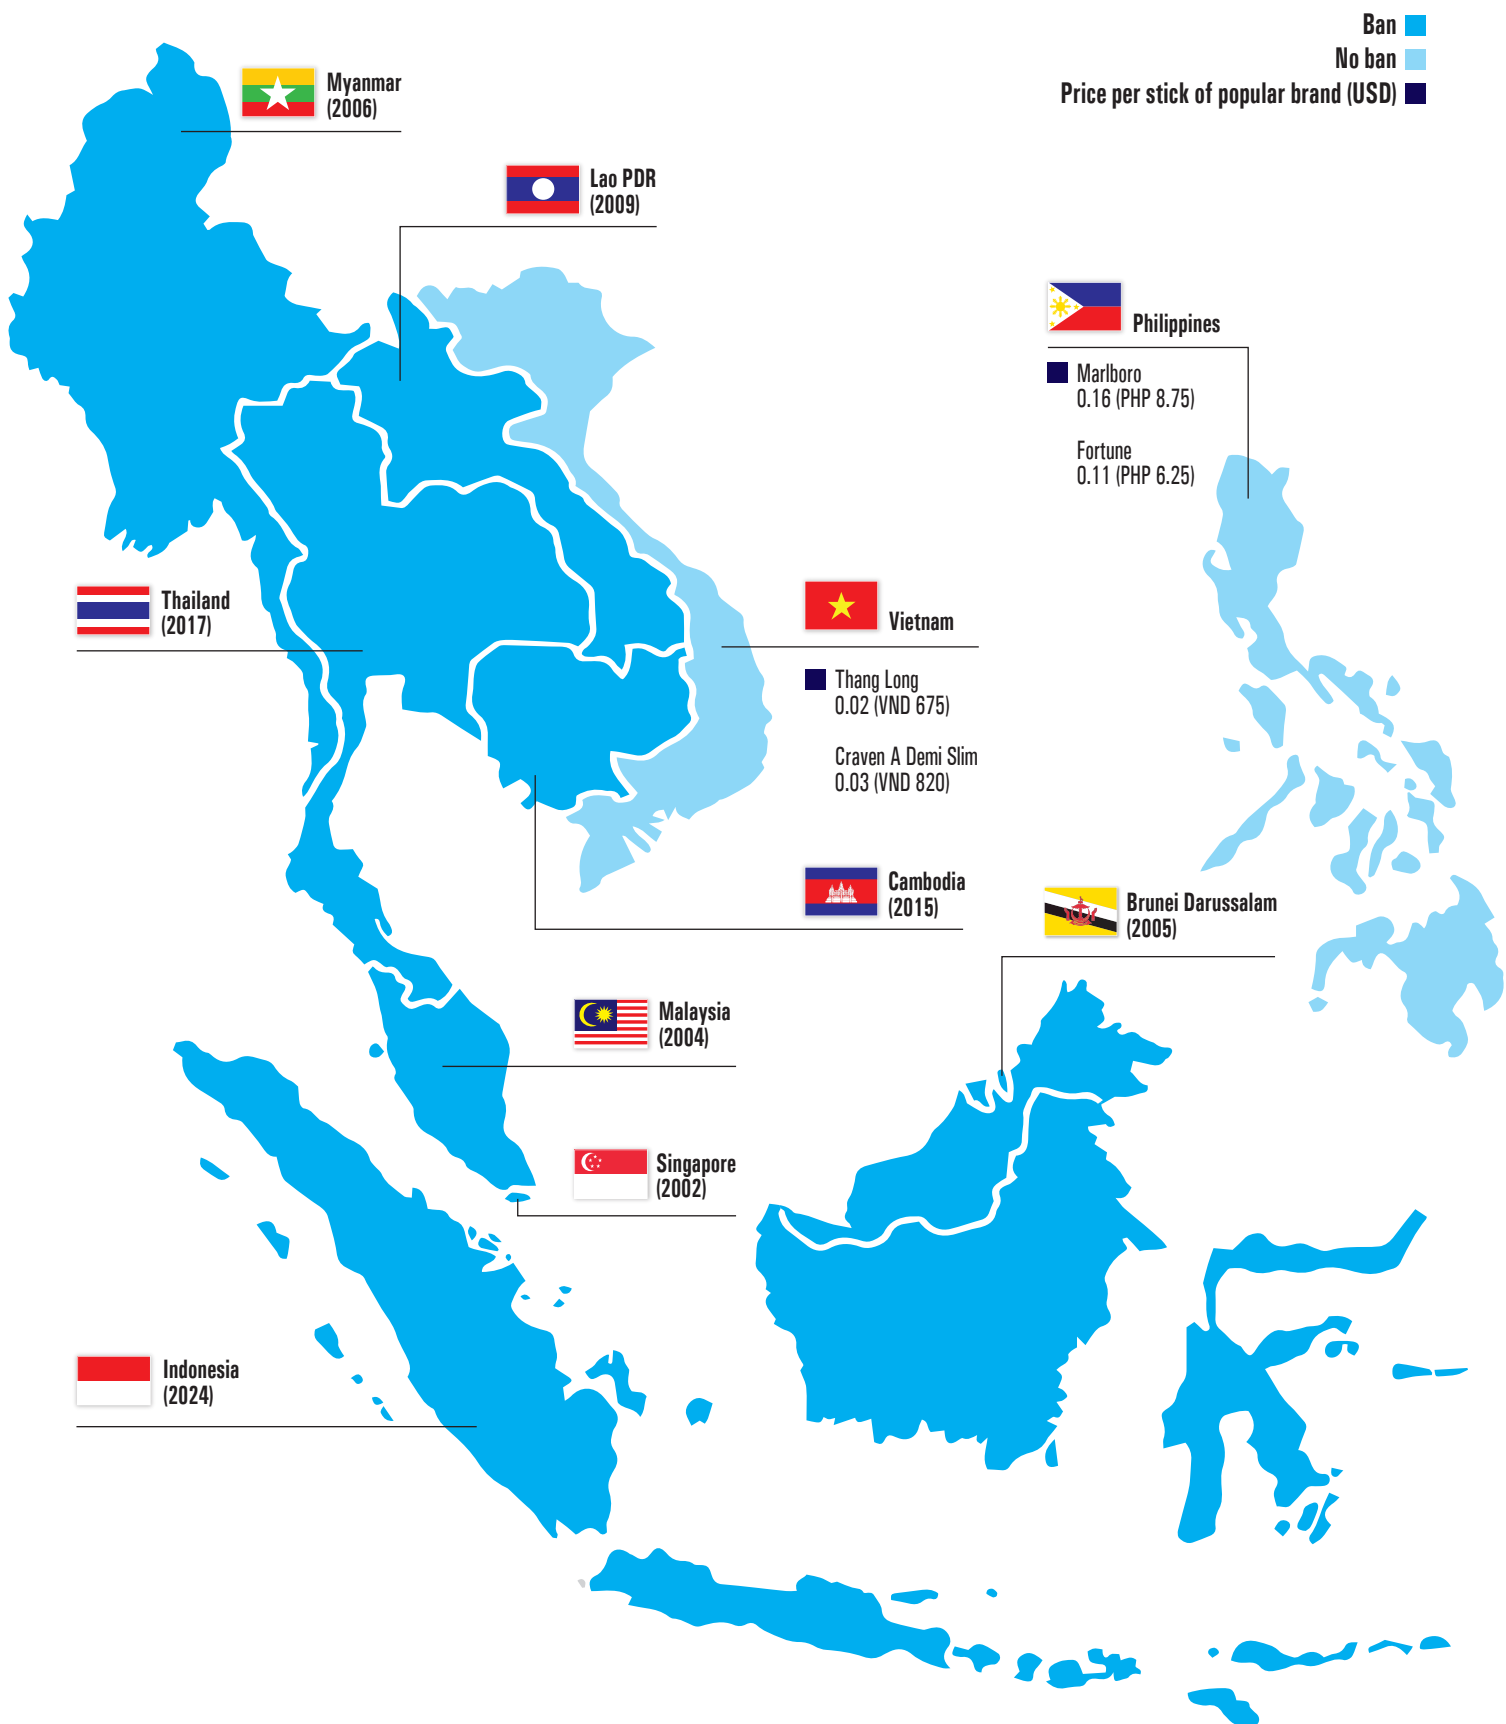 Ban
No ban
Price per stick of popular brand (USD)
Myanmar
(2006)
Lao PDR
(2009)
Philippines
Marlboro
0.16 (PHP 8.75)
Fortune
0.11 (PHP 6.25)
Thailand
(2017)
Vietnam
Thang Long
0.02 (VND 675)
Craven A Demi Slim
0.03 (VND 820)
Cambodia
(2015)
Brunei Darussalam
(2005)
Malaysia
(2004)
Singapore
(2002)
Indonesia
(2024)